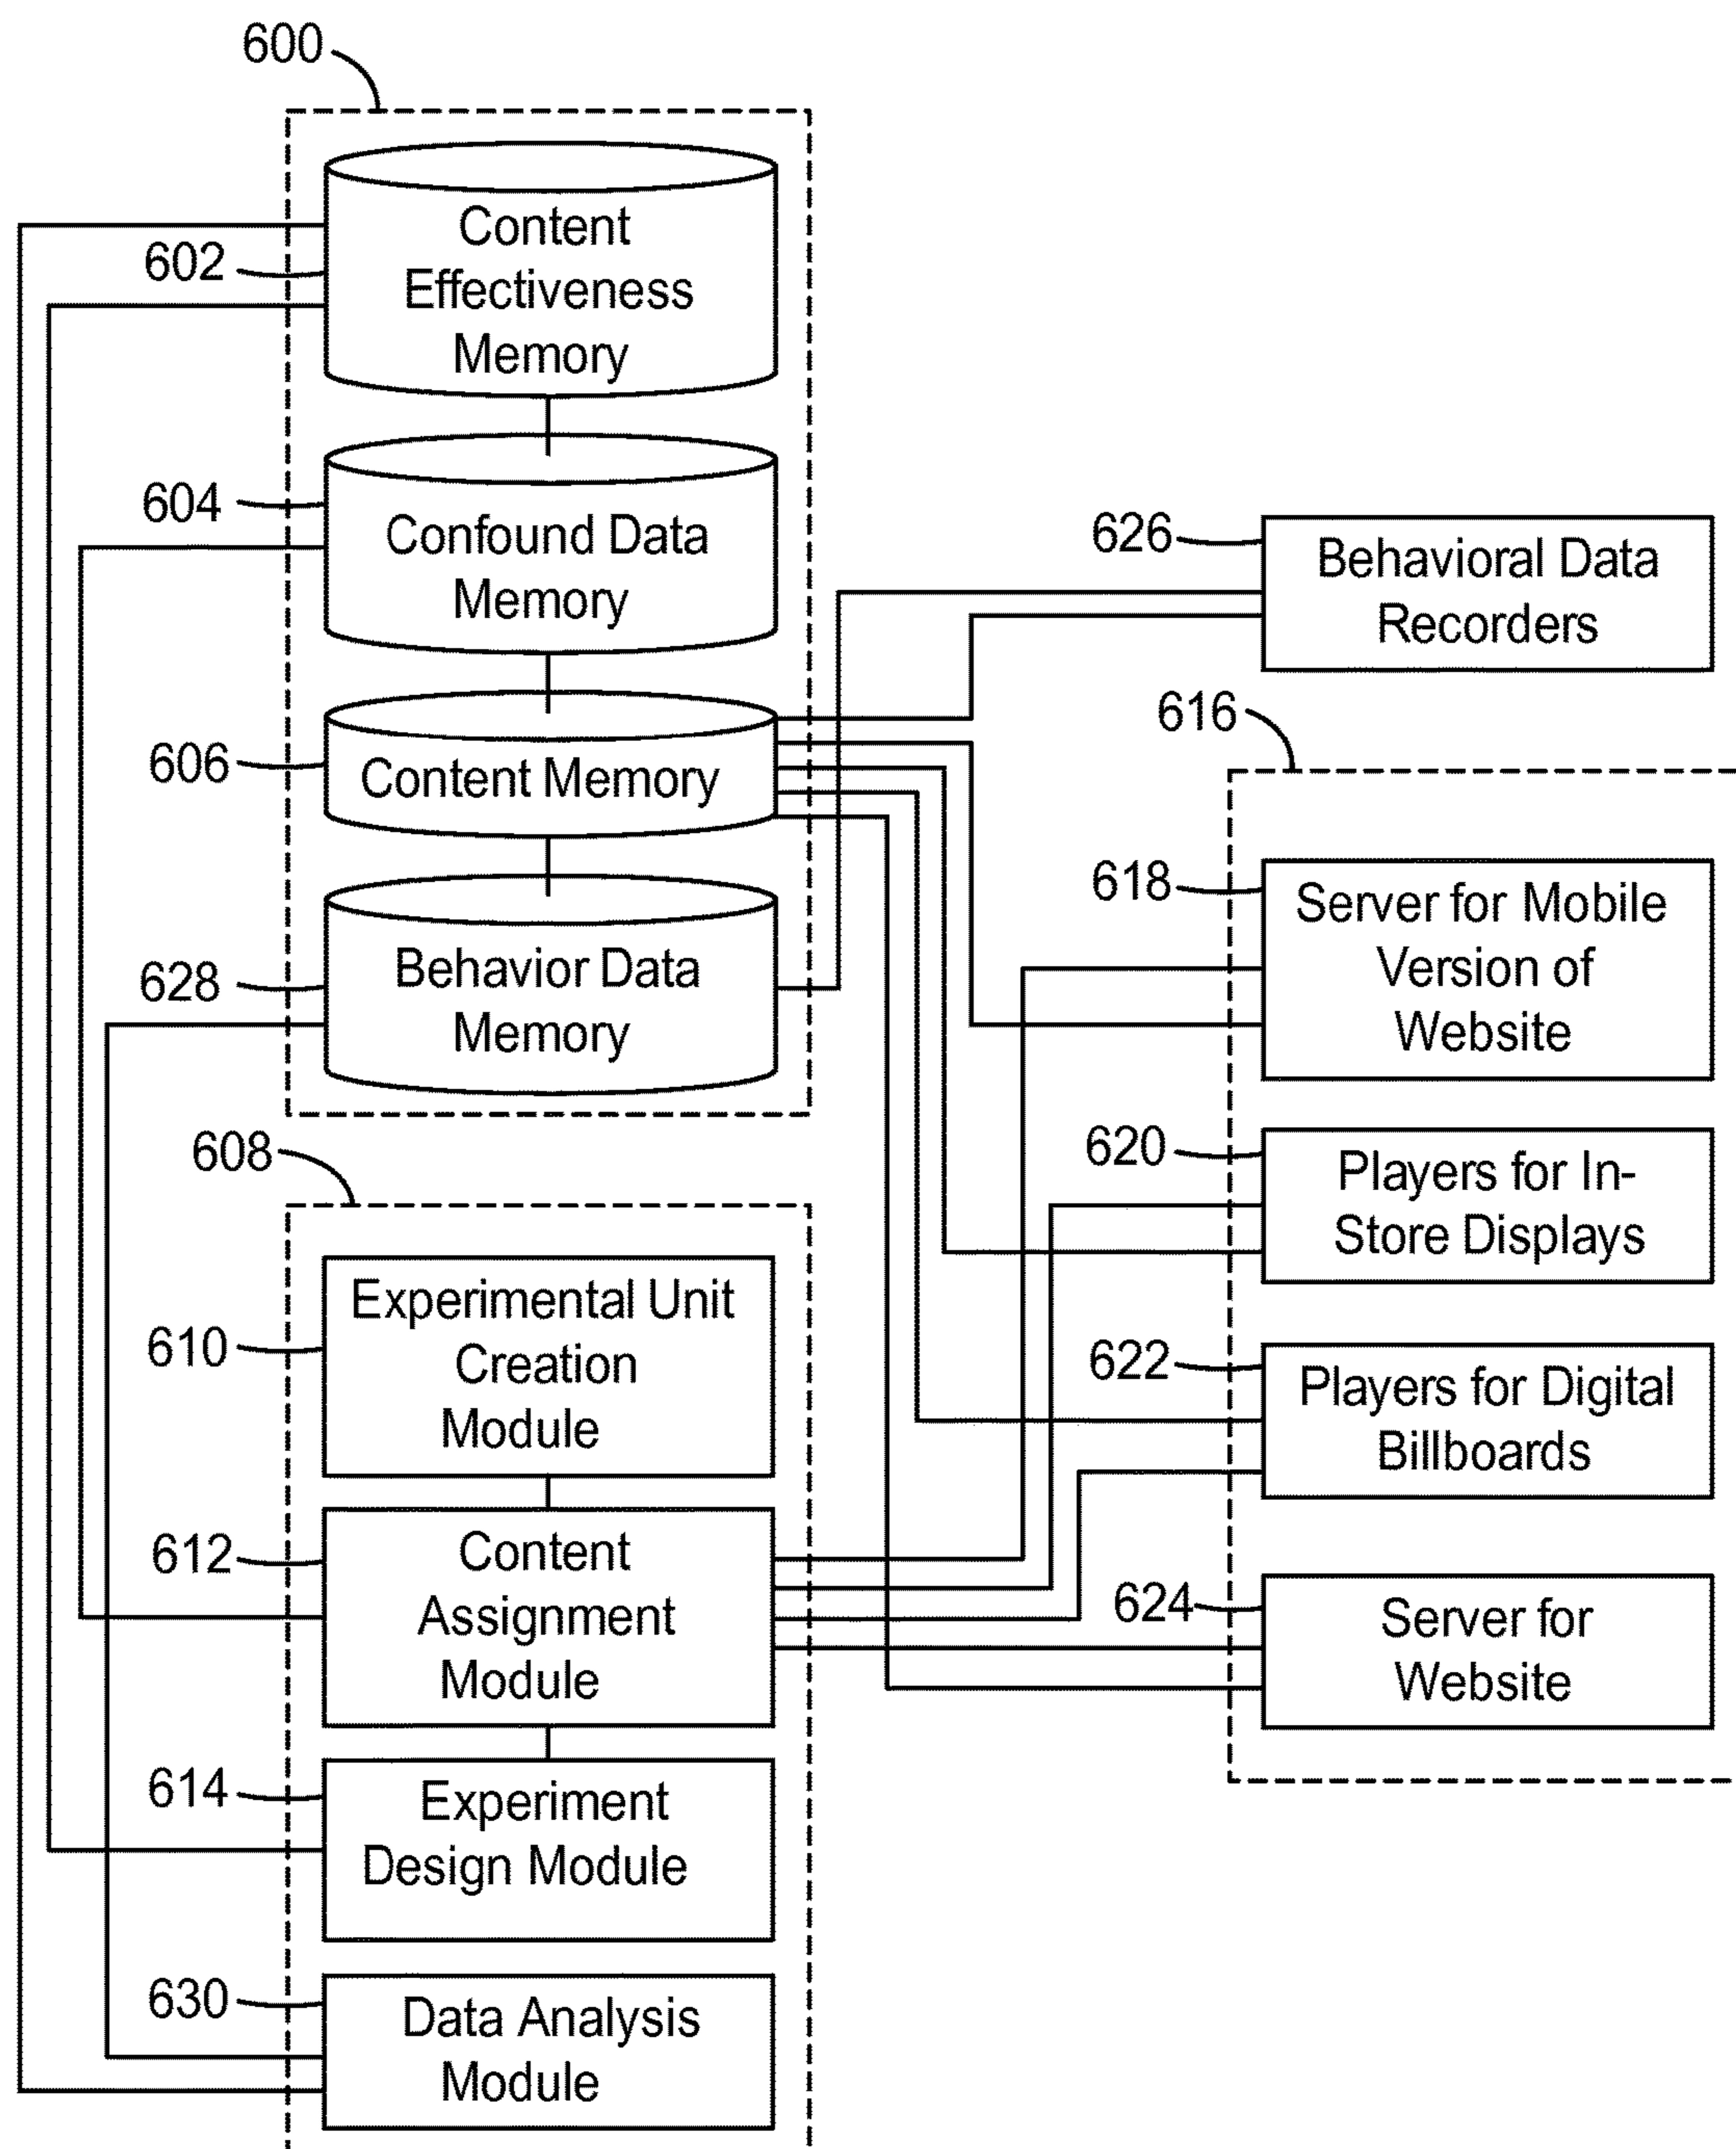 600
602
Content
Effectiveness
Memory
604
Confound Data
Memory
606
Content Memory
628
Behavior Data
Memory
608
610
Experimental Unit
Creation
Module
612
Content
Assignment
Module
614
Experiment
Design Module
630
Data Analysis
Module
626
Behavioral Data
Recorders
616
618
Server for Mobile
Version of
Website
620
Players for In-
Store Displays
622
Players for Digital
Billboards
624
Server for
Website